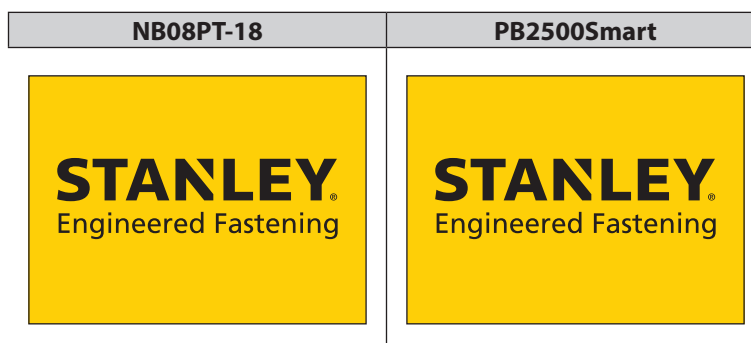 NB08PT-18
PB2500Smart
STANLEY®
Engineered Fastening
STANLEY®
Engineered Fastening